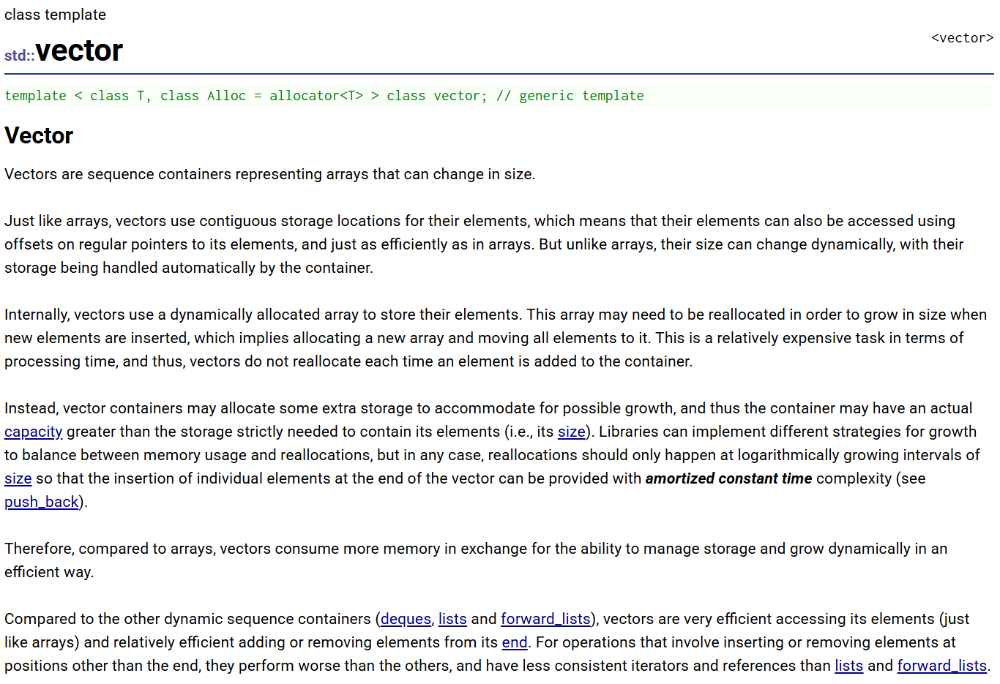 class template
<vector>
std::vector
template < class T, class Alloc = allocator<T> > class vector; // generic template
Vector
Vectors are sequence containers representing arrays that can change in size.
Just like arrays, vectors use contiguous storage locations for their elements, which means that their elements can also be accessed using
offsets on regular pointers to its elements, and just as efficiently as in arrays. But unlike arrays, their size can change dynamically, with their
storage being handled automatically by the container.
Internally, vectors use a dynamically allocated array to store their elements. This array may need to be reallocated in order to grow in size when
new elements are inserted, which implies allocating a new array and moving all elements to it. This is a relatively expensive task in terms of
processing time, and thus, vectors do not reallocate each time an element is added to the container.
Instead, vector containers may allocate some extra storage to accommodate for possible growth, and thus the container may have an actual
capacity greater than the storage strictly needed to contain its elements (i.e., its size). Libraries can implement different strategies for growth
to balance between memory usage and reallocations, but in any case, reallocations should only happen at logarithmically growing intervals of
size so that the insertion of individual elements at the end of the vector can be provided with amortized constant time complexity (see
push_back).
Therefore, compared to arrays, vectors consume more memory in exchange for the ability to manage storage and grow dynamically in an
efficient way.
Compared to the other dynamic sequence containers (deques, lists and forward_lists), vectors are very efficient accessing its elements (just
like arrays) and relatively efficient adding or removing elements from its end. For operations that involve inserting or removing elements at
positions other than the end, they perform worse than the others, and have less consistent iterators and references than lists and forward_lists.